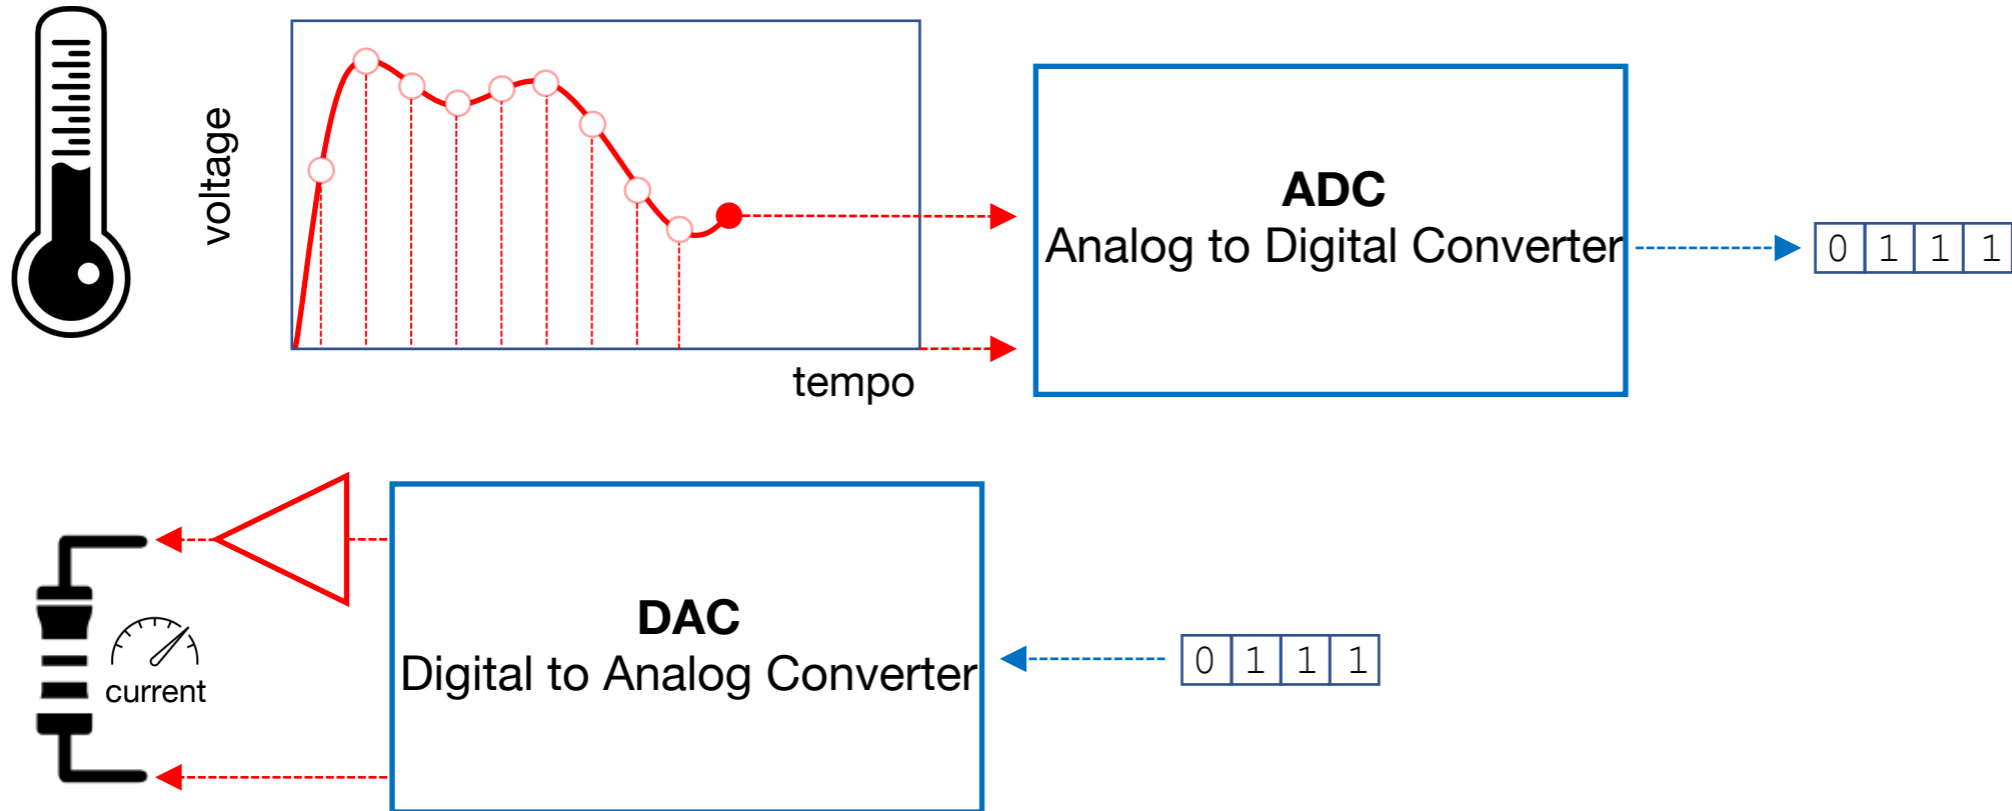 voltage
tempo
ADC
Analog to Digital Converter
0 1 1 1
current
DAC
Digital to Analog Converter
0 1 1 1